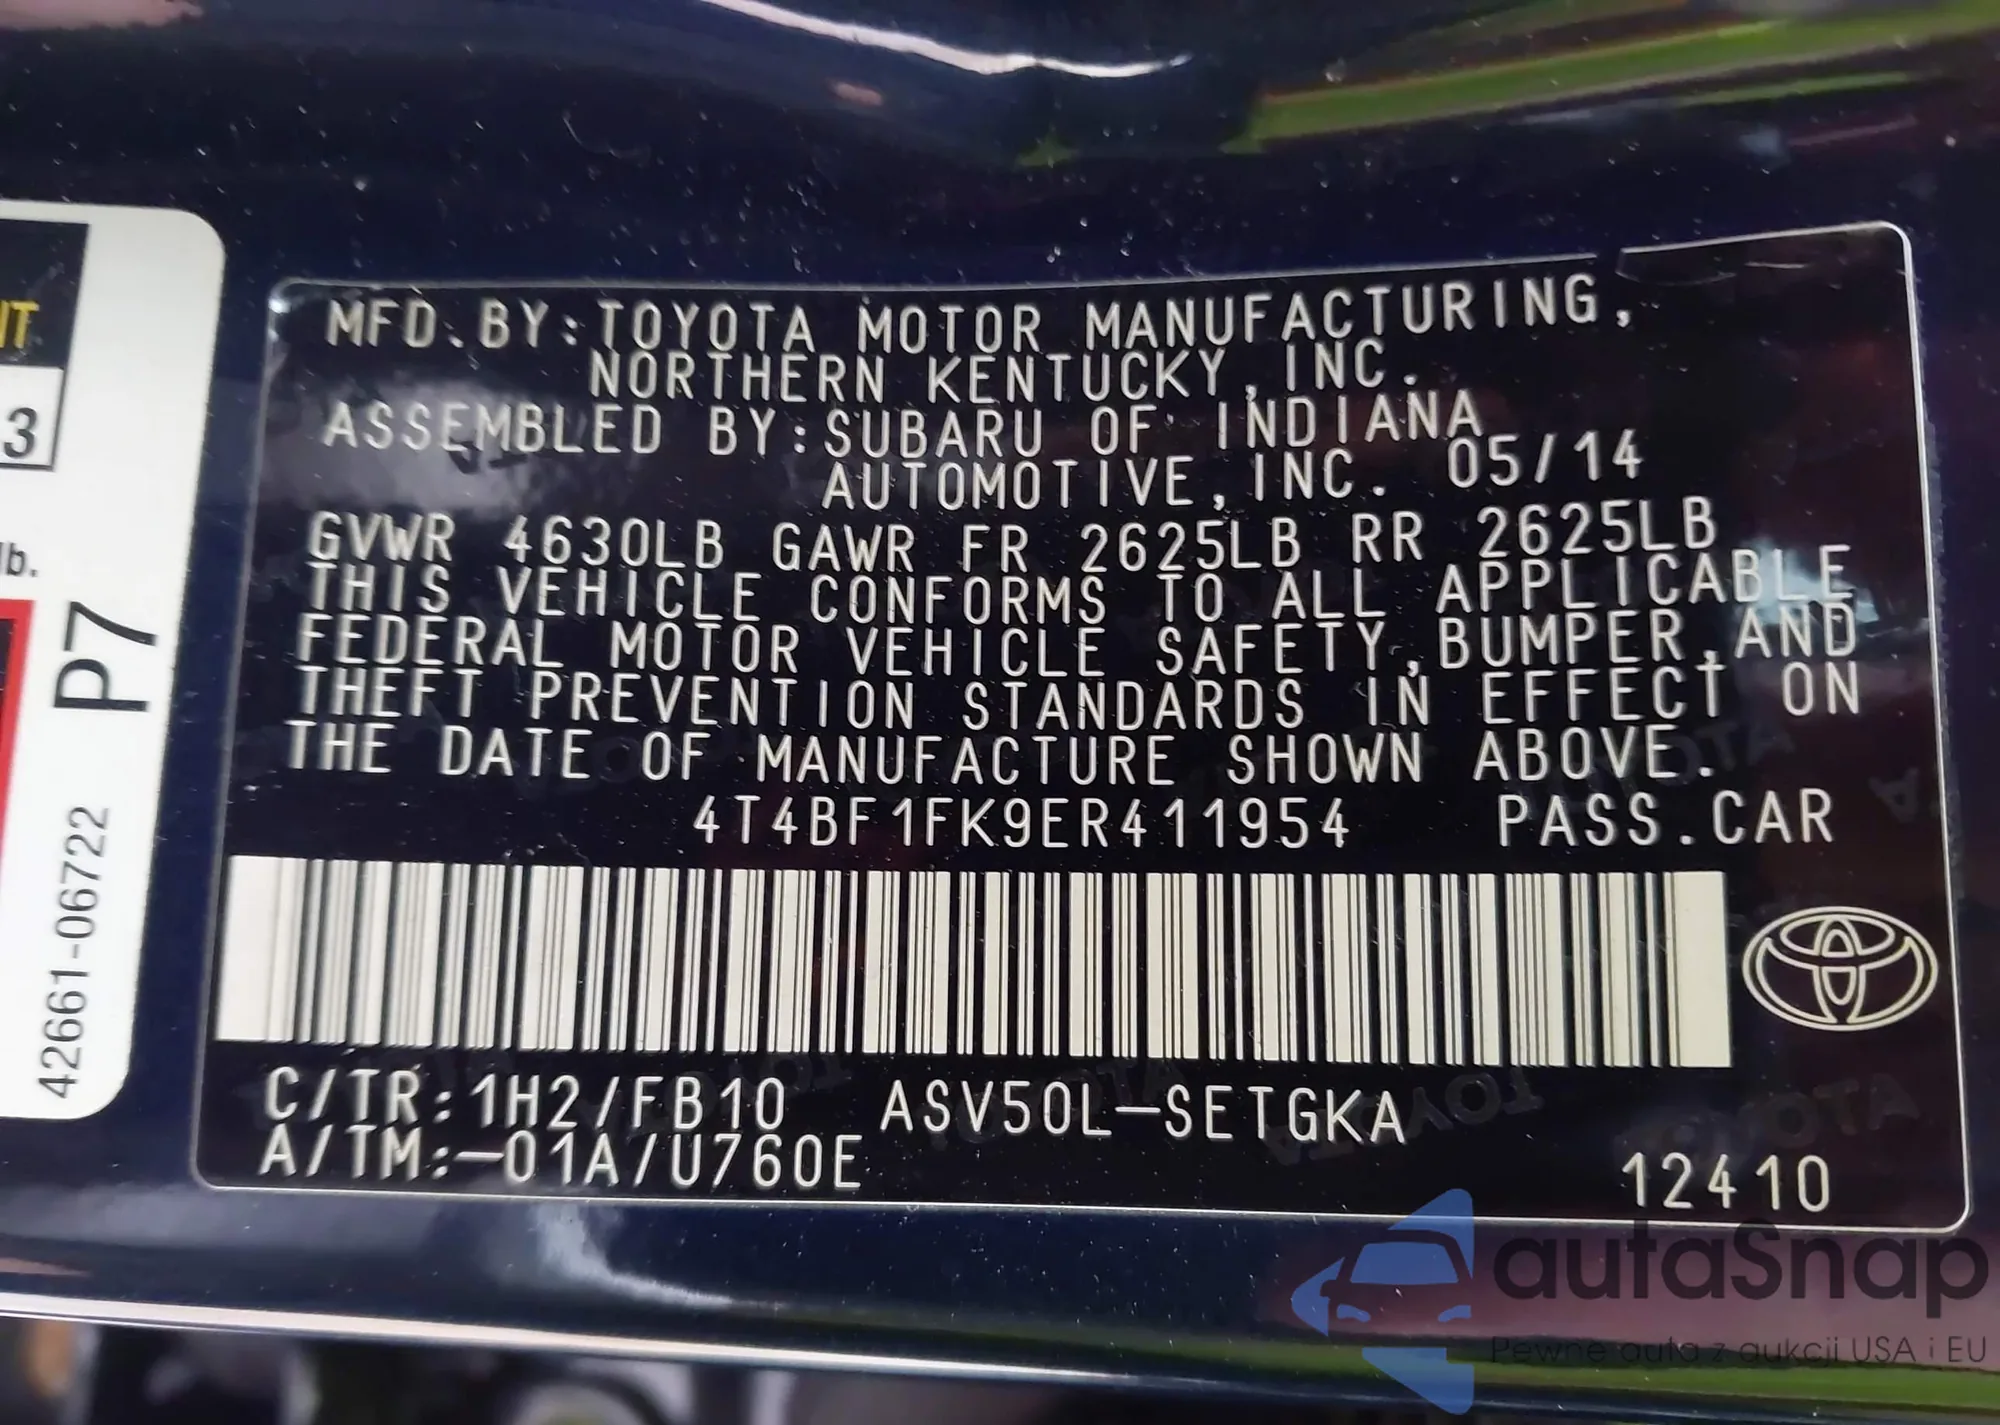 MFD.BY:TOYOTA MOTOR MANUFACTURING,
NORTHERN KENTUCKY,INC.
ASSEMBLED BY:SUBARU OF INDIANA
AUTOMOTIVE,INC. 05/14
GVWR 4630LB GAWR FR 2625LB RR 2625LB
THIS VEHICLE CONFORMS TO ALL APPLICABLE
FEDERAL MOTOR VEHICLE SAFETY,BUMPER,AND
THEFT PREVENTION STANDARDS IN EFFECT ON
THE DATE OF MANUFACTURE SHOWN ABOVE.
4T4BF1FK9ER411954 PASS.CAR
C/TR:1H2/FB10 ASV50L-SETGKA
A/TM:-01A/U760E
12410
3
lb.
P7
42661-06722
autaSnap
Pewne auta z aukcji USA i EU